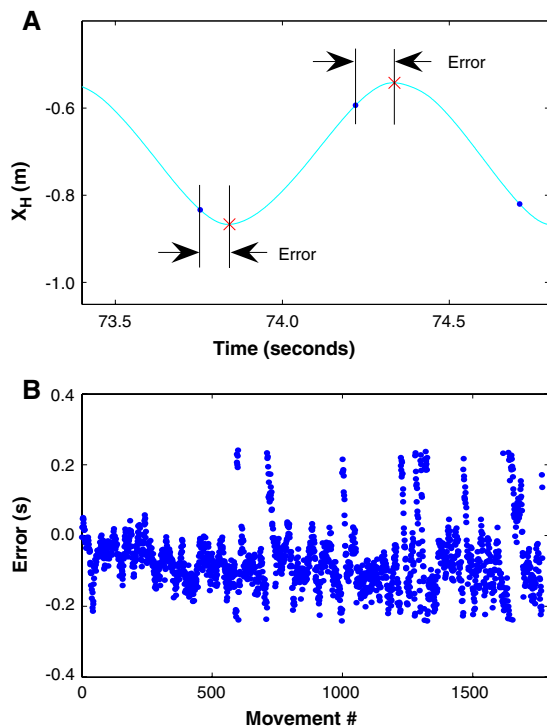 A
-0.6
-0.8
-1.0
X_H (m)
Error
Error
73.5 74.0 74.5
Time (seconds)
B
0.4
0.2
0.0
-0.2
-0.4
Error (s)
0 500 1000 1500
Movement #